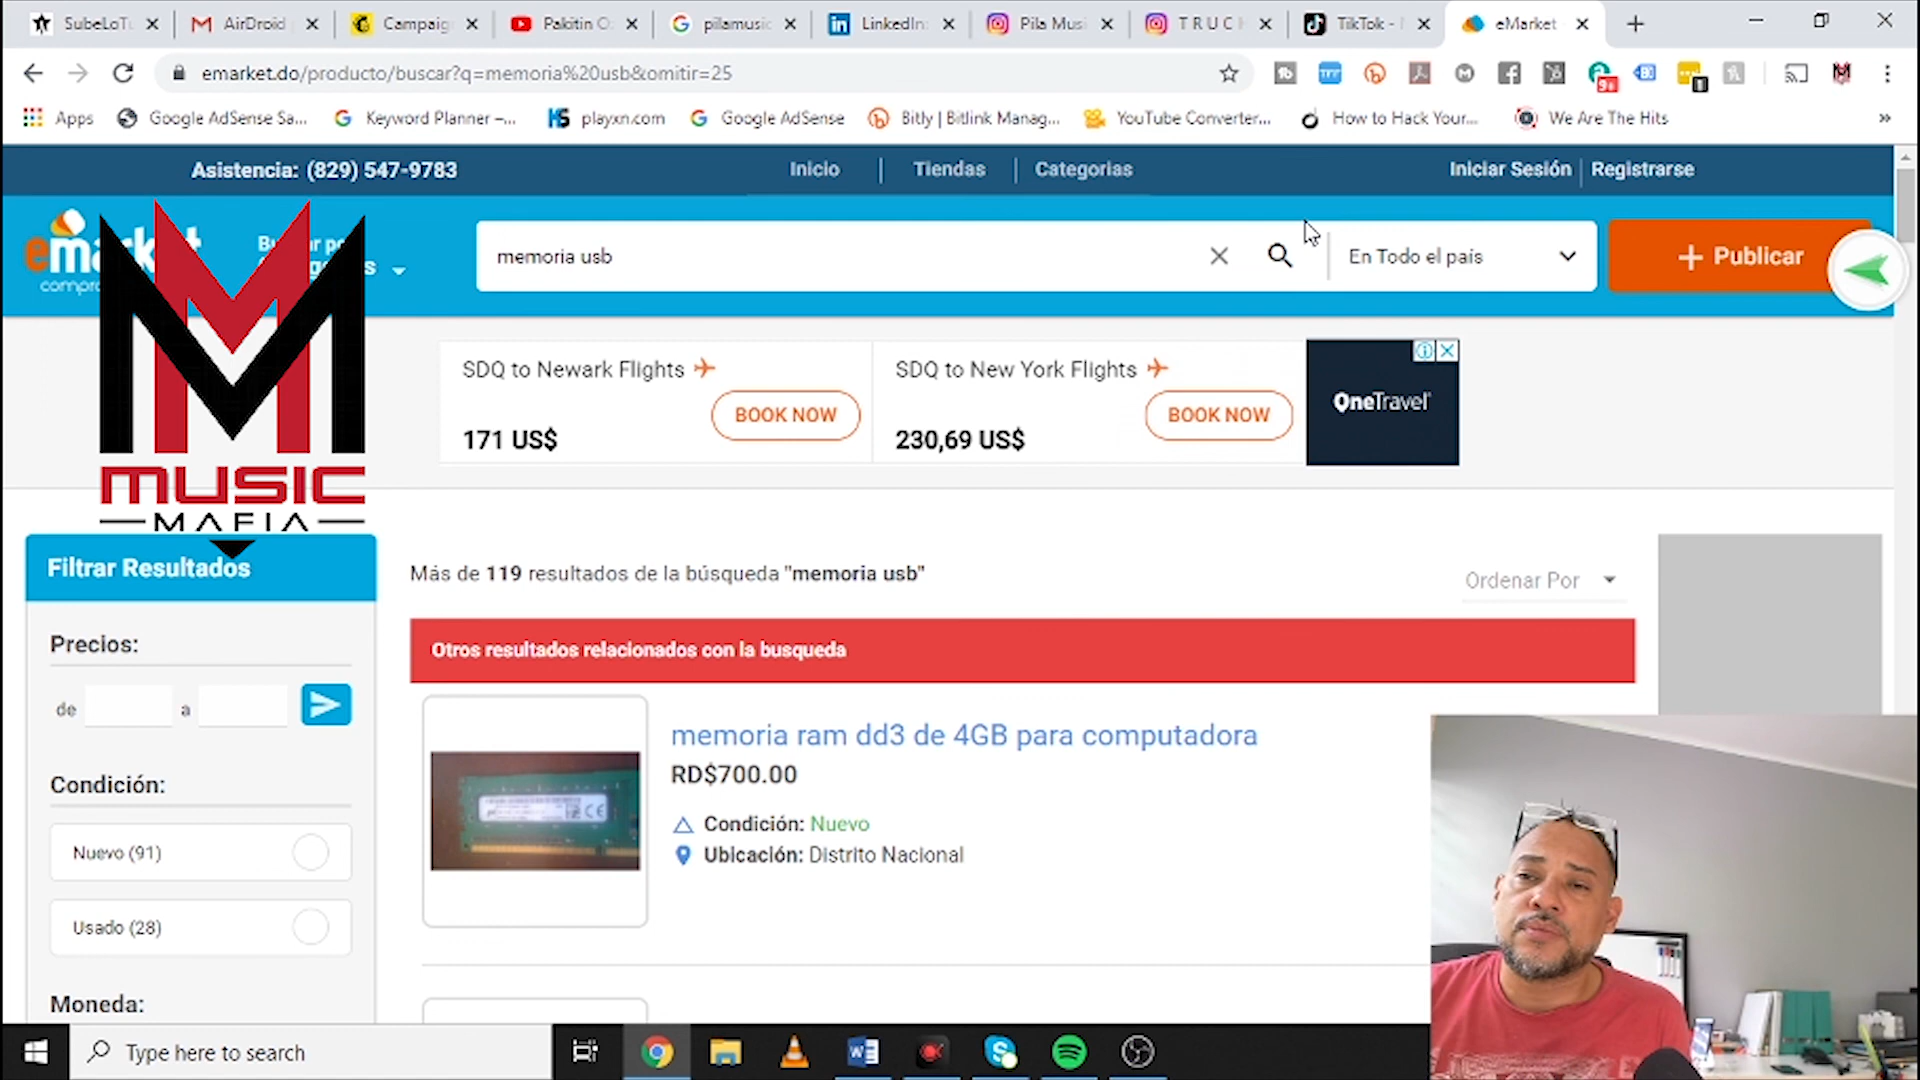 SubeLoTu
AirDroid
Campaig
Pakitin O
pilamusic
LinkedIn
Pila Musi
T R U C
TikTok -
eMarket
emarket.do/producto/buscar?q=memoria%20usb&omitir=25
Apps
Google AdSense Sa...
Keyword Planner –...
playxn.com
Google AdSense
Bitly | Bitlink Manag...
YouTube Converter...
How to Hack Your...
We Are The Hits
»
Asistencia: (829) 547-9783
Inicio
Tiendas
Categorias
Iniciar Sesión
Registrarse
memoria usb
En Todo el país
+ Publicar
SDQ to Newark Flights
BOOK NOW
171 US$
SDQ to New York Flights
BOOK NOW
230,69 US$
OneTravel
MUSIC
MAFIA
Filtrar Resultados
Más de 119 resultados de la búsqueda "memoria usb"
Ordenar Por
Precios:
de
a
Otros resultados relacionados con la busqueda
memoria ram dd3 de 4GB para computadora
RD$700.00
Condición: Nuevo
Ubicación: Distrito Nacional
Condición:
Nuevo (91)
Usado (28)
Moneda:
Type here to search